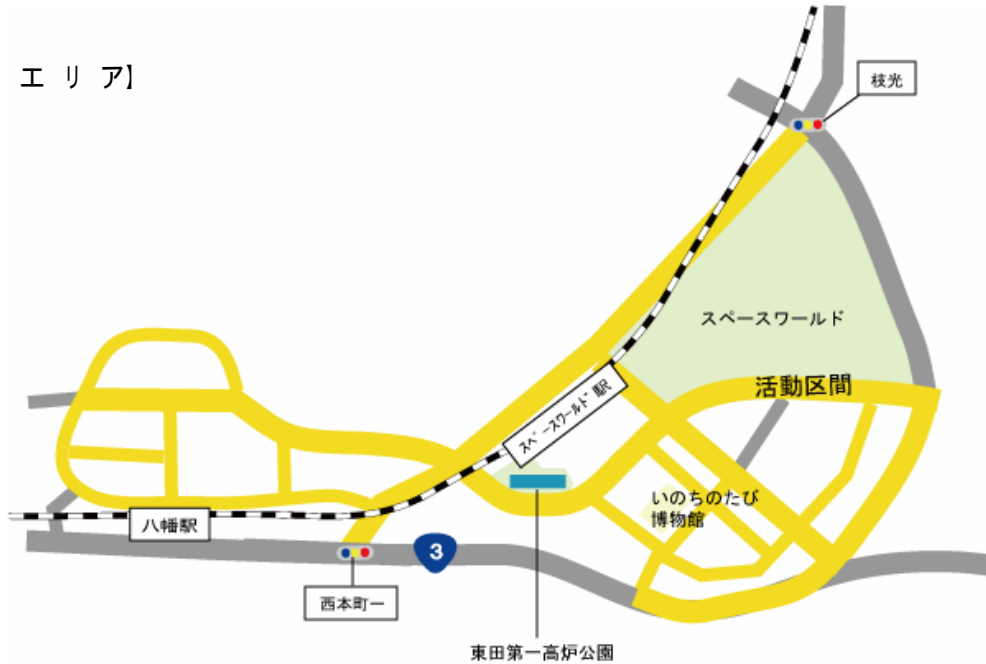 エリア】
枝光
スペースワールド
活動区間
スペースワールド駅
いのちのたび
博物館
八幡駅
3
西本町一
東田第一高炉公園